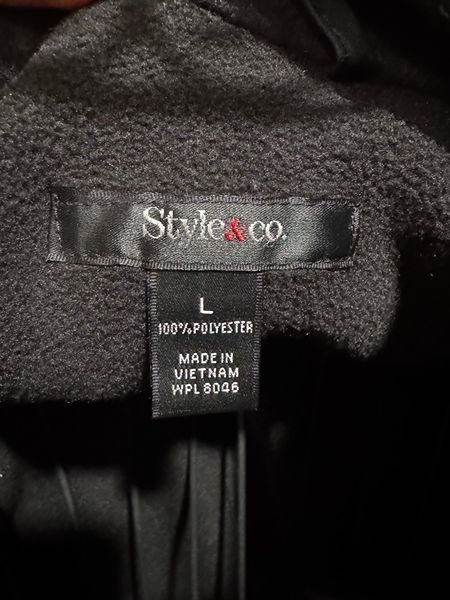 Style&co.
L
100%POLYESTER
MADE IN
VIETNAM
WPL 8046